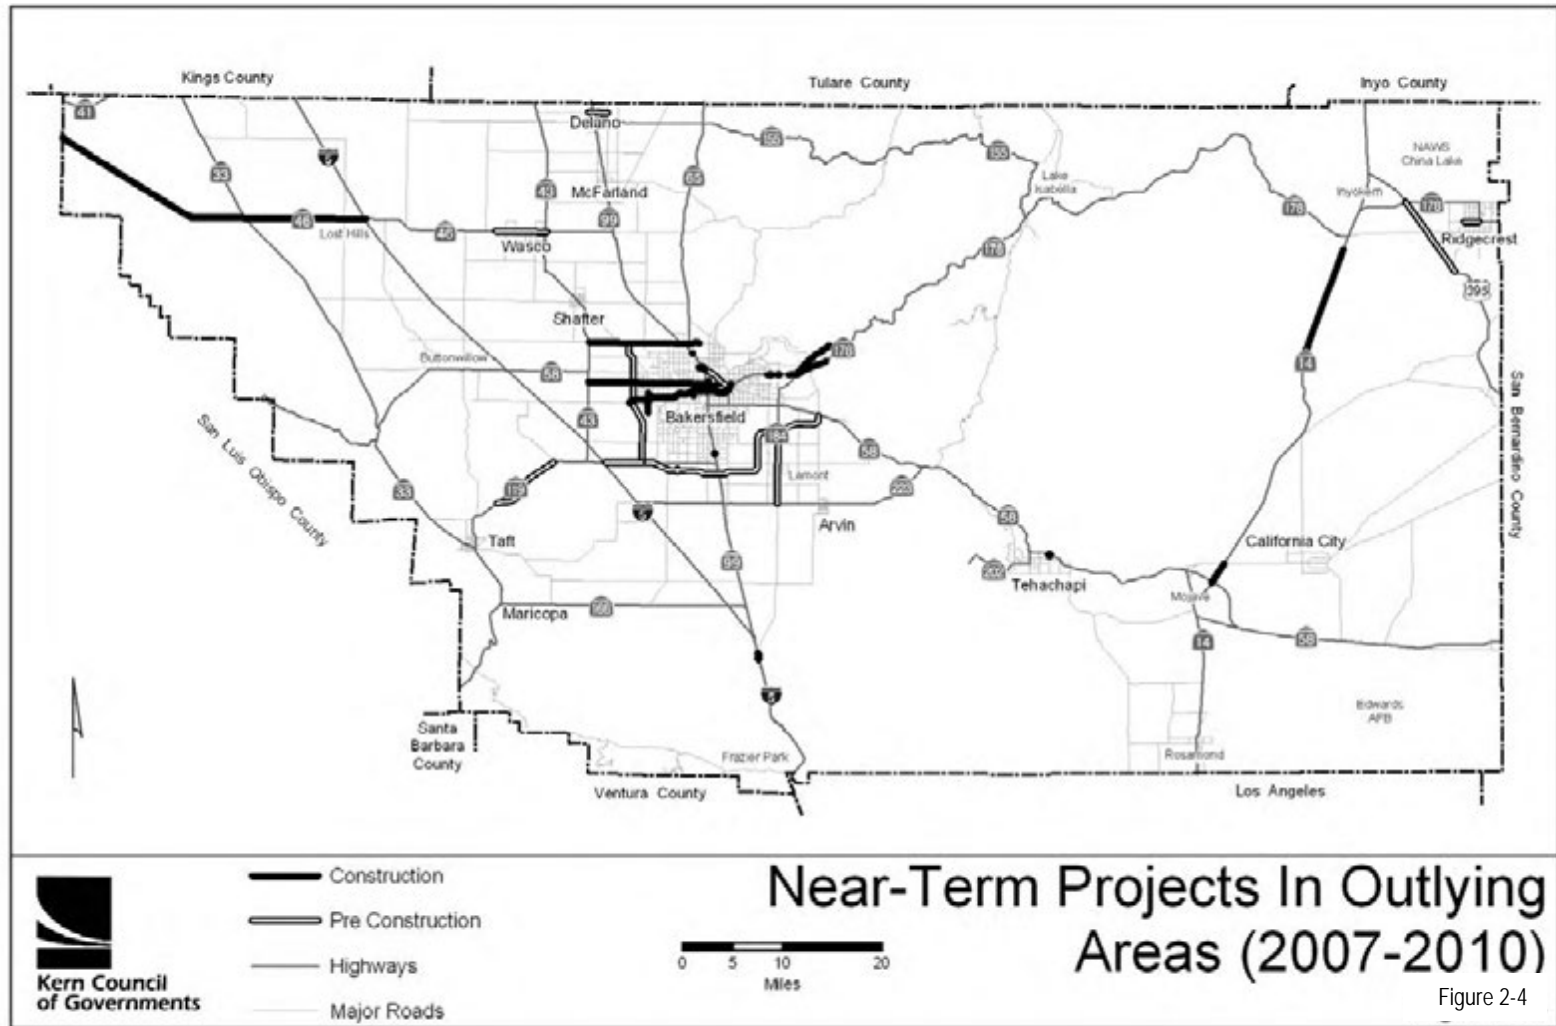 Kings County
Tulare County
Inyo County
41
5
33
Delano
155
155
NAWS
China Lake
43
McFarland
65
Lake
Isabella
Inyokern
99
178
178
46
Lost Hills
46
Wasco
178
Ridgecrest
395
Shafter
Buttonwillow
58
178
14
43
Bakersfield
184
58
San Luis Obispo County
San Bernardino County
33
119
Lamont
223
5
Arvin
58
Taft
99
California City
202
Tehachapi
Maricopa
Mojave
14
58
5
Edwards
AFB
Santa
Barbara
County
Frazier Park
Rosamond
Ventura County
Los Angeles
Kern Council
of Governments
Construction
Pre Construction
Highways
Major Roads
0 5 10 20
Miles
Near-Term Projects In Outlying
Areas (2007-2010)
Figure 2-4